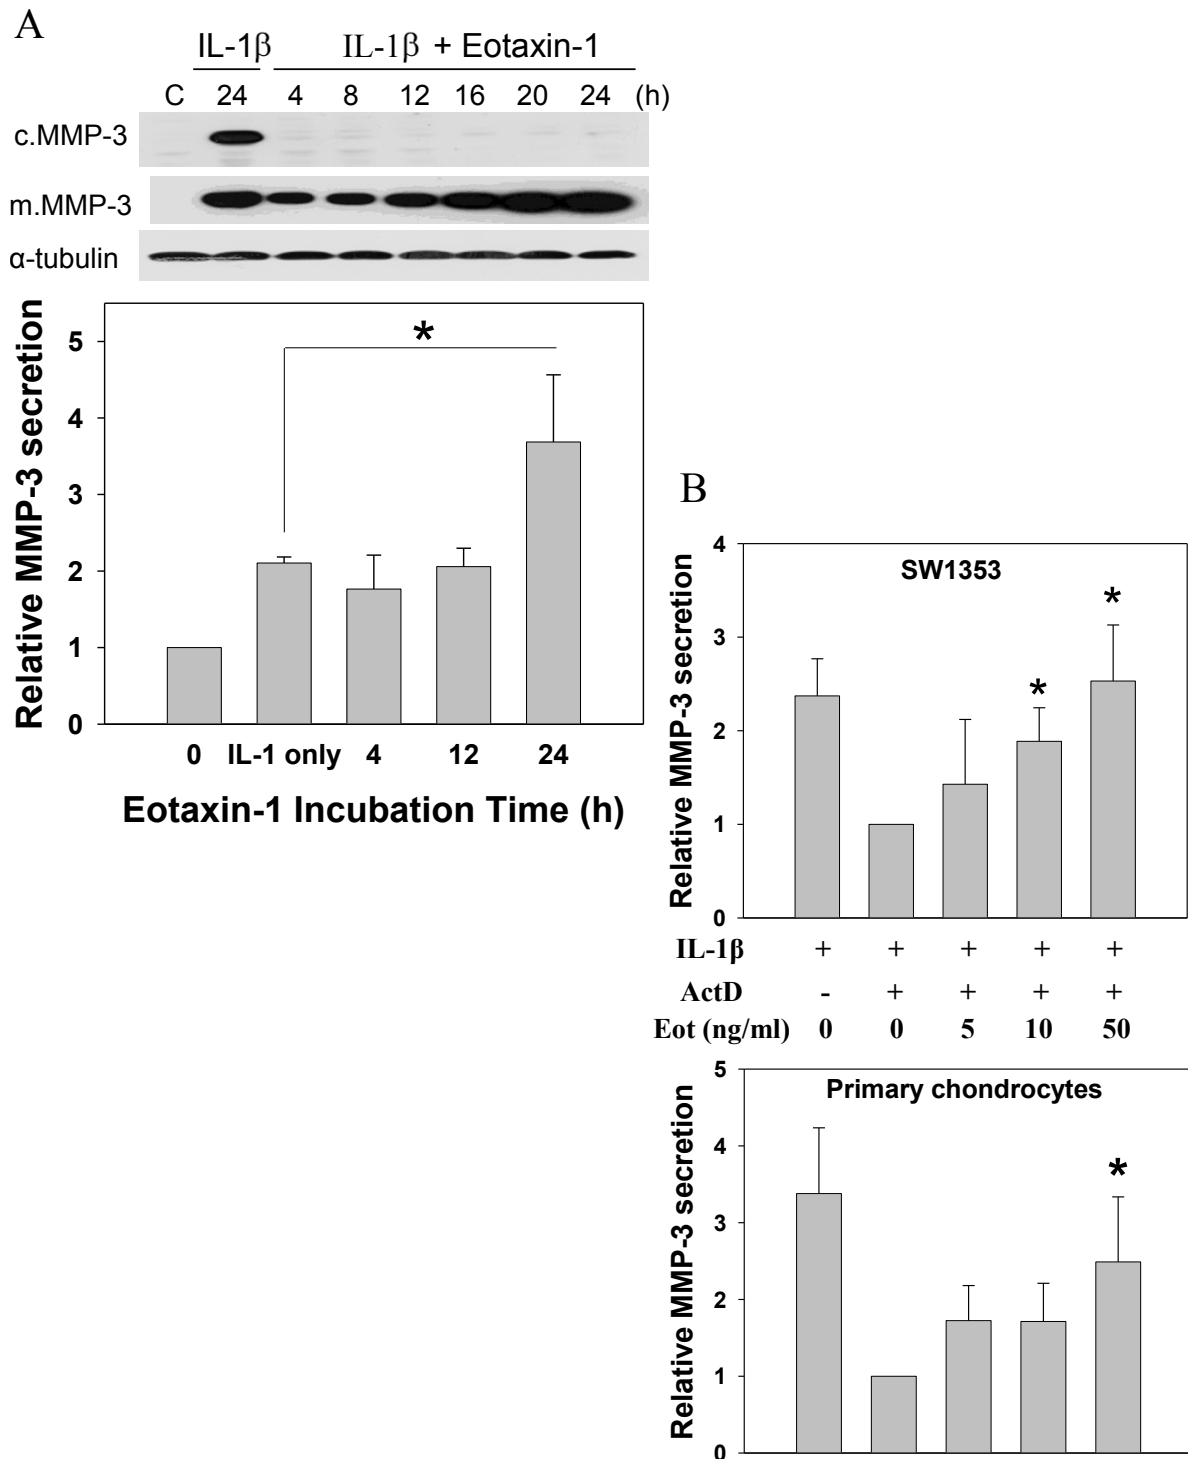 A
IL-1β IL-1β + Eotaxin-1
C 24 4 8 12 16 20 24 (h)
c.MMP-3
m.MMP-3
α-tubulin
Relative MMP-3 secretion
5
*
4
3
2
1
0
0 IL-1 only 4 12 24
Eotaxin-1 Incubation Time (h)
B
Relative MMP-3 secretion
SW1353
4
3
2
1
0
* *
IL-1β + + + + +
ActD - + + + +
Eot (ng/ml) 0 0 5 10 50
Relative MMP-3 secretion
Primary chondrocytes
5
4
3
2
1
0
*